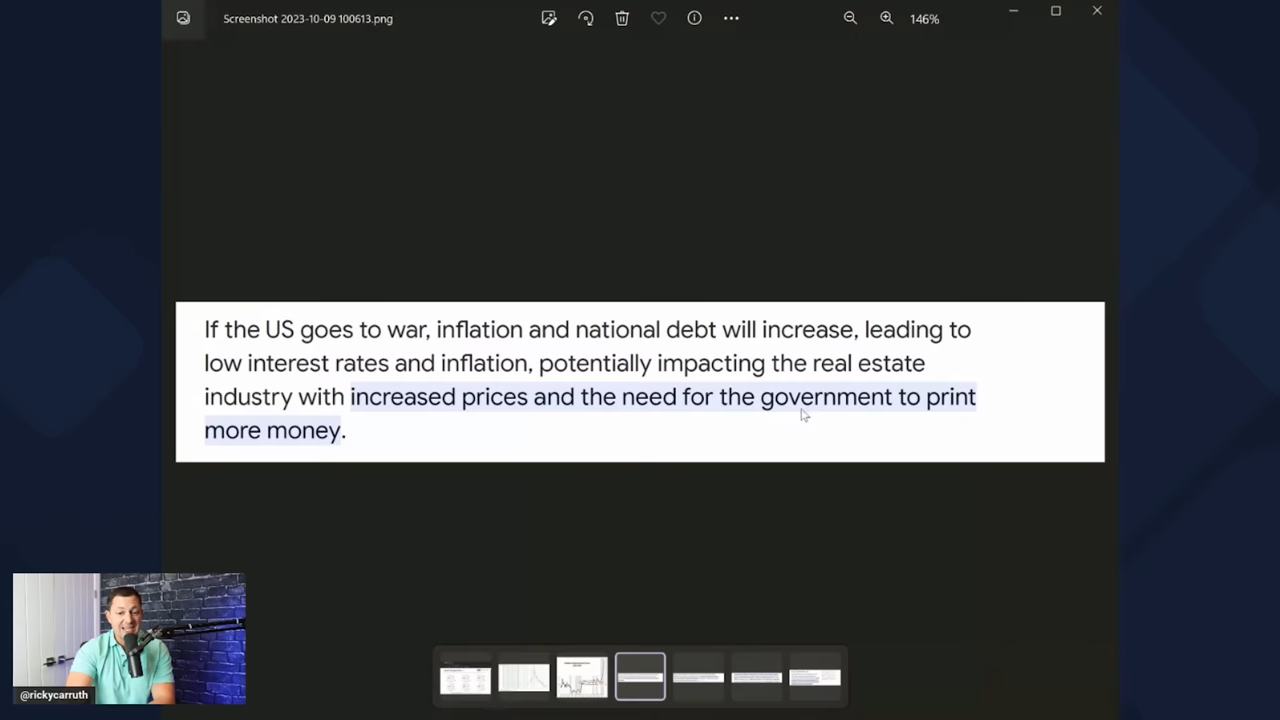 Screenshot 2023-10-09 100613.png
146%
If the US goes to war, inflation and national debt will increase, leading to
low interest rates and inflation, potentially impacting the real estate
industry with increased prices and the need for the government to print
more money.
@rickycarruth